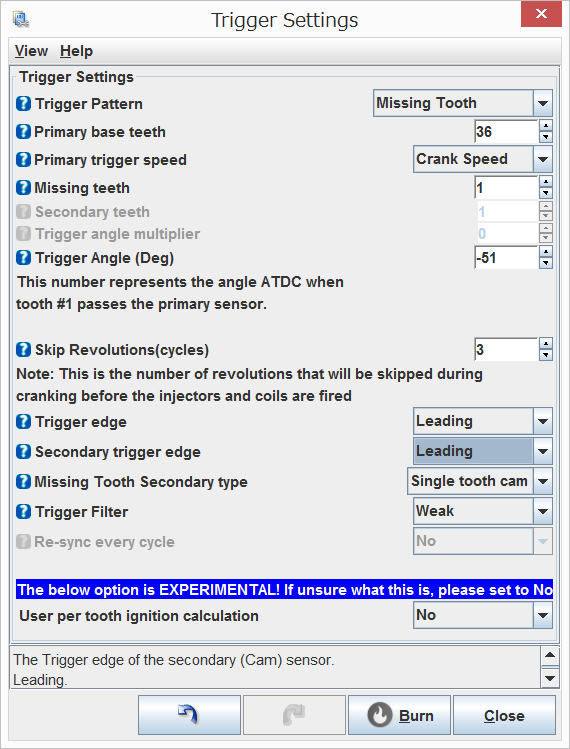 Trigger Settings
View Help
Trigger Settings
Trigger Pattern Missing Tooth
Primary base teeth 36
Primary trigger speed Crank Speed
Missing teeth 1
Secondary teeth 1
Trigger angle multiplier 0
Trigger Angle (Deg) -51
This number represents the angle ATDC when
tooth #1 passes the primary sensor.
Skip Revolutions(cycles) 3
Note: This is the number of revolutions that will be skipped during
cranking before the injectors and coils are fired
Trigger edge Leading
Secondary trigger edge Leading
Missing Tooth Secondary type Single tooth cam
Trigger Filter Weak
Re-sync every cycle No
The below option is EXPERIMENTAL! If unsure what this is, please set to No
User per tooth ignition calculation No
The Trigger edge of the secondary (Cam) sensor.
Leading.
Burn Close